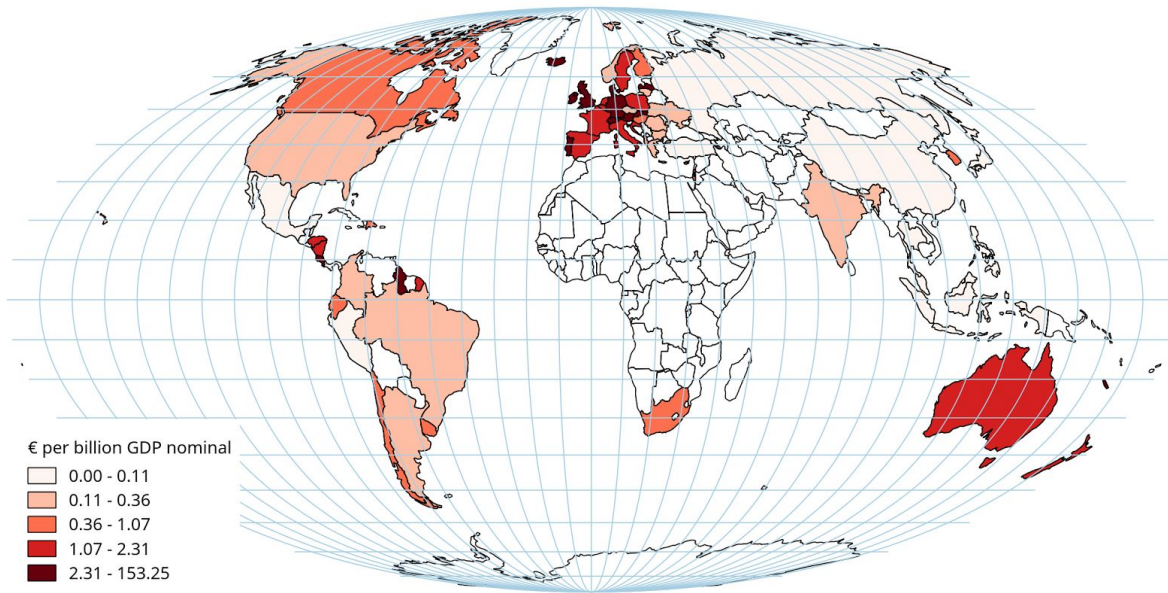 € per billion GDP nominal
0.00 - 0.11
0.11 - 0.36
0.36 - 1.07
1.07 - 2.31
2.31 - 153.25